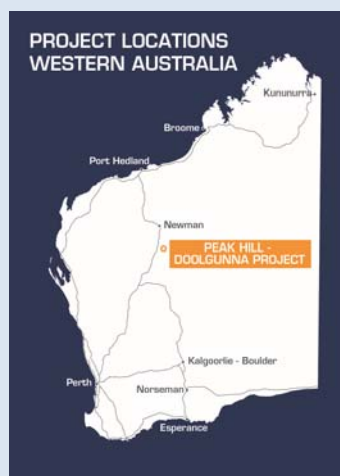 PROJECT LOCATIONS
WESTERN AUSTRALIA
Kununurra
Broome
Port Hedland
Newman
PEAK HILL -
DOOLGUNNA PROJECT
Kalgoorlie - Boulder
Perth
Norseman
Esperance